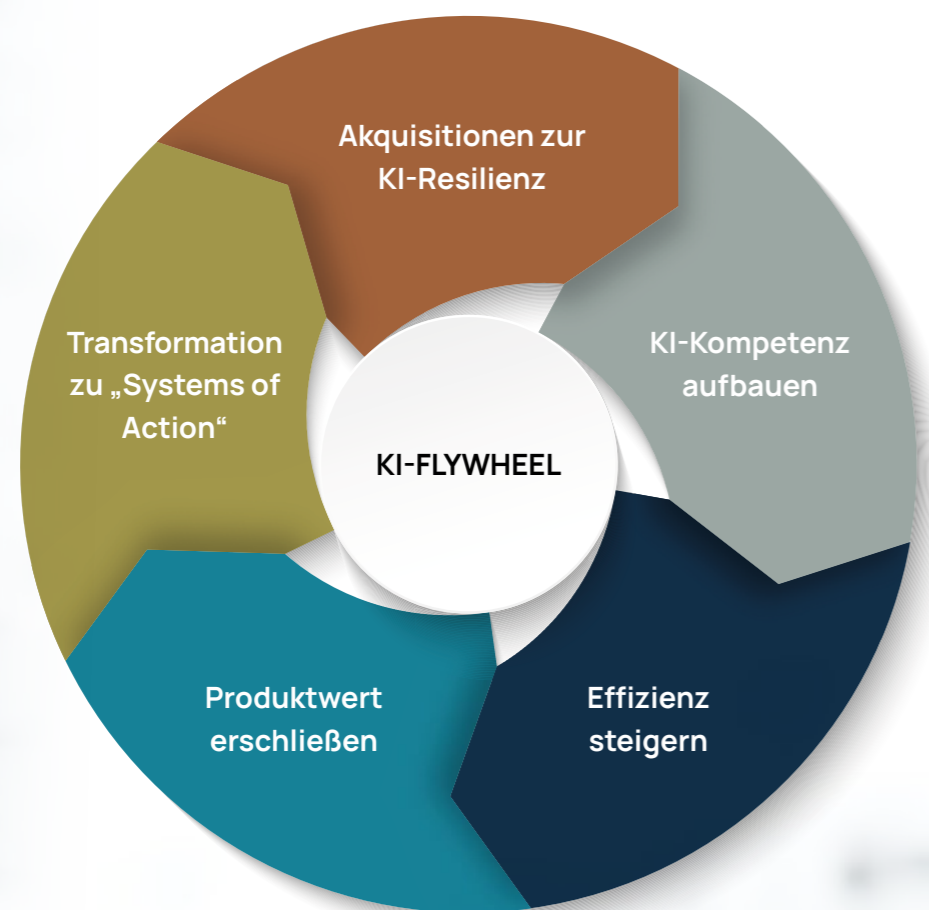 Akquisitionen zur
KI-Resilienz
KI-Kompetenz
aufbauen
Effizienz
steigern
Produktwert
erschließen
Transformation
zu „Systems of
Action“
KI-FLYWHEEL